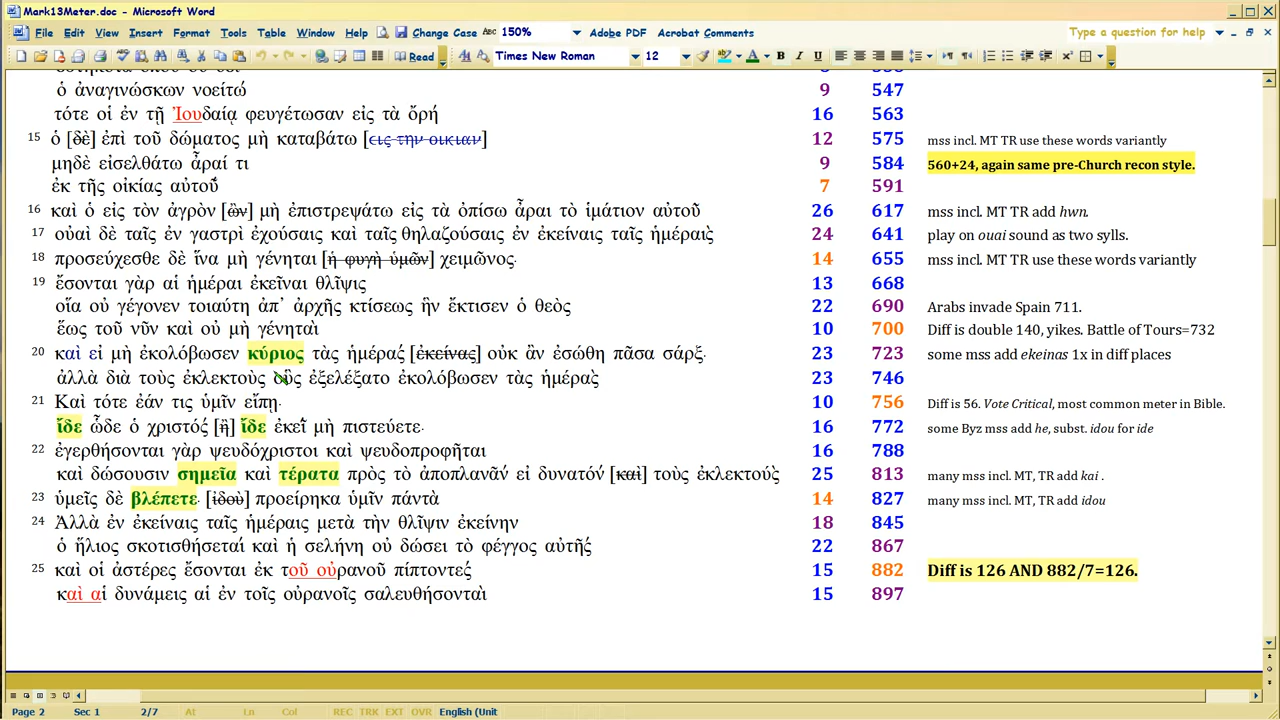 Mark13Meter.doc - Microsoft Word
File Edit View Insert Format Tools Table Window Help Change Case 150% Adobe PDF Acrobat Comments Type a question for help
Read Times New Roman 12 B I U
ὁ ἀναγινώσκων νοείτώ 9 547
τότε οἱ ἐν τῇ Ἰουδαίᾳ φευγέτωσαν εἰς τὰ ὄρή 16 563
15 ὁ [δὲ] ἐπὶ τοῦ δώματος μὴ καταβάτω [εις την οικιαν] 12 575 mss incl. MT TR use these words variantly
μηδὲ εἰσελθάτω ἆραί τι 9 584 560+24, again same pre-Church recon style.
ἐκ τῆς οἰκίας αὐτοῦ 7 591
16 καὶ ὁ εἰς τὸν ἀγρὸν [ὢν] μὴ ἐπιστρεψάτω εἰς τὰ ὀπίσω ἆραι τὸ ἱμάτιον αὐτοῦ 26 617 mss incl. MT TR add hwn.
17 οὐαὶ δὲ ταῖς ἐν γαστρὶ ἐχούσαις καὶ ταῖς θηλαζούσαις ἐν ἐκείναις ταῖς ἡμέραις 24 641 play on ouai sound as two sylls.
18 προσεύχεσθε δὲ ἵνα μὴ γένηται [ἡ φυγὴ ὑμῶν] χειμῶνος· 14 655 mss incl. MT TR use these words variantly
19 ἔσονται γὰρ αἱ ἡμέραι ἐκεῖναι θλῖψις 13 668
οἵα οὐ γέγονεν τοιαύτη ἀπ᾽ ἀρχῆς κτίσεως ἣν ἔκτισεν ὁ θεὸς 22 690 Arabs invade Spain 711.
ἕως τοῦ νῦν καὶ οὐ μὴ γένηται 10 700 Diff is double 140, yikes. Battle of Tours=732
20 καὶ εἰ μὴ ἐκολόβωσεν κύριος τὰς ἡμέρας [ἐκείνας] οὐκ ἂν ἐσώθη πᾶσα σάρξ· 23 723 some mss add ekeinas 1x in diff places
ἀλλὰ διὰ τοὺς ἐκλεκτοὺς οὓς ἐξελέξατο ἐκολόβωσεν τὰς ἡμέρας 23 746
21 Καὶ τότε ἐάν τις ὑμῖν εἴπῃ· 10 756 Diff is 56. Vote Critical, most common meter in Bible.
ἴδε ὧδε ὁ χριστός [ἢ] ἴδε ἐκεῖ μὴ πιστεύετε· 16 772 some Byz mss add he, subst. idou for ide
22 ἐγερθήσονται γὰρ ψευδόχριστοι καὶ ψευδοπροφῆται 16 788
καὶ δώσουσιν σημεῖα καὶ τέρατα πρὸς τὸ ἀποπλανᾶν εἰ δυνατόν [καὶ] τοὺς ἐκλεκτούς 25 813 many mss incl. MT, TR add kai .
23 ὑμεῖς δὲ βλέπετε· [ἰδοὺ] προείρηκα ὑμῖν πάντὰ 14 827 many mss incl. MT, TR add idou
24 Ἀλλὰ ἐν ἐκείναις ταῖς ἡμέραις μετὰ τὴν θλῖψιν ἐκείνην 18 845
ὁ ἥλιος σκοτισθήσεταί καὶ ἡ σελήνη οὐ δώσει τὸ φέγγος αὐτῆς 22 867
25 καὶ οἱ ἀστέρες ἔσονται ἐκ τοῦ οὐρανοῦ πίπτοντες 15 882 Diff is 126 AND 882/7=126.
καὶ αἱ δυνάμεις αἱ ἐν τοῖς οὐρανοῖς σαλευθήσονται 15 897
Page 2 Sec 1 2/7 At Ln Col REC TRK EXT OVR English (Unit